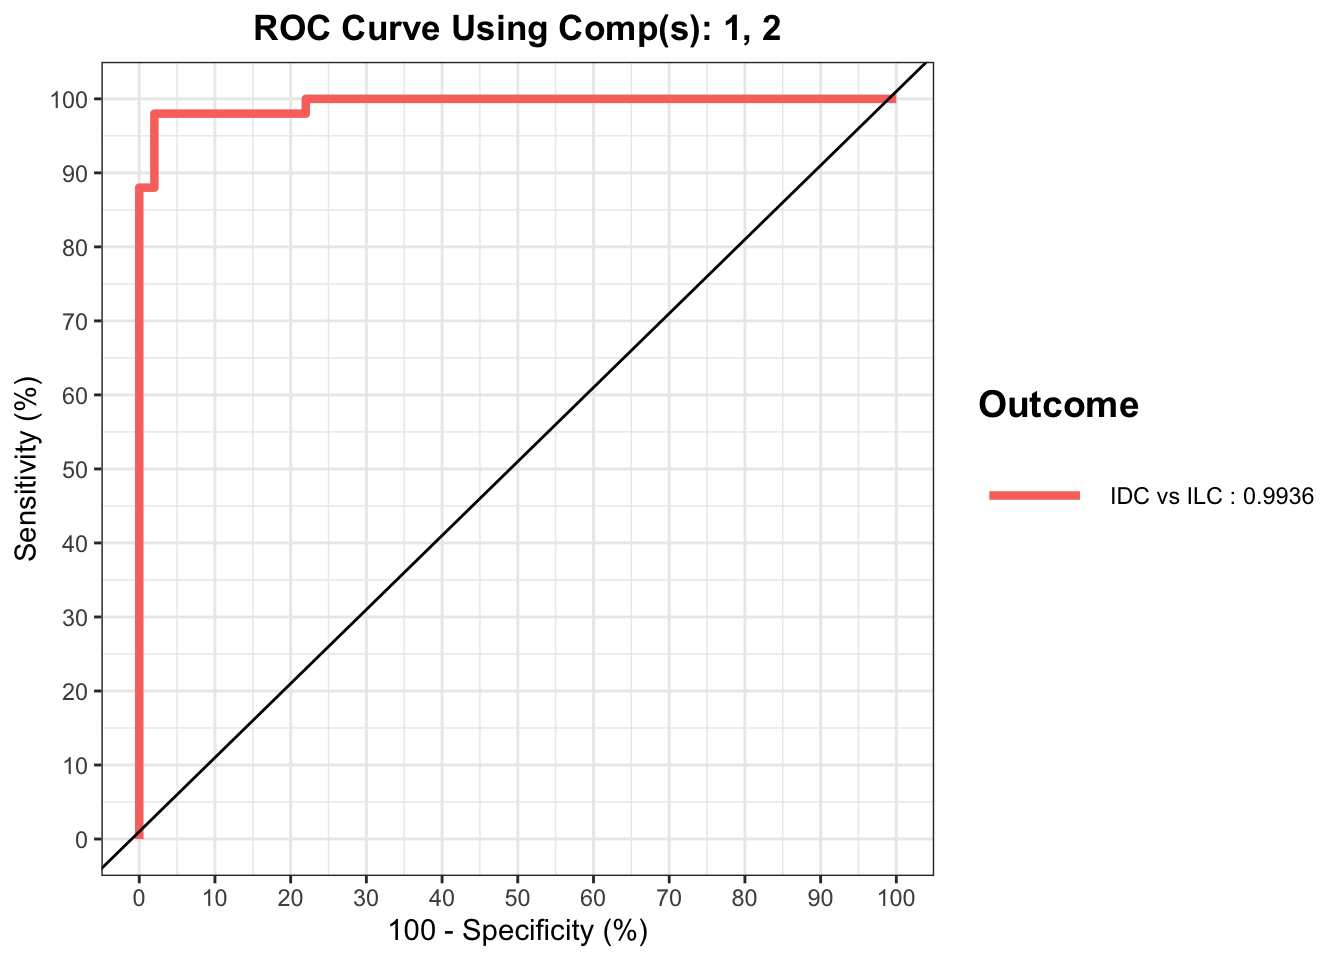 ROC Curve Using Comp(s): 1, 2
100
90
80
70
60
50
40
30
20
10
0
Sensitivity (%)
0 10 20 30 40 50 60 70 80 90 100
100 - Specificity (%)
Outcome
IDC vs ILC : 0.9936